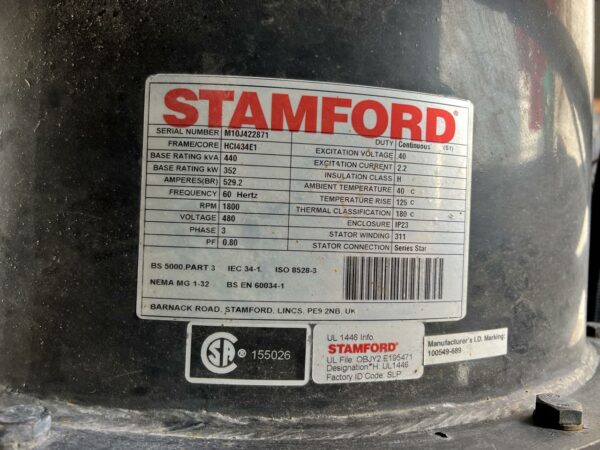 STAMFORD®
SERIAL NUMBER M10J422871
FRAME/CORE HCI434E1
BASE RATING kVA 440
BASE RATING kW 352
AMPERES(BR) 529.2
FREQUENCY 60 Hertz
RPM 1800
VOLTAGE 480
PHASE 3
PF 0.80
DUTY Continuous (S1)
EXCITATION VOLTAGE 40
EXCITATION CURRENT 2.2
INSULATION CLASS H
AMBIENT TEMPERATURE 40 C
TEMPERATURE RISE 125 C
THERMAL CLASSIFICATION 180 C
ENCLOSURE IP23
STATOR WINDING 311
STATOR CONNECTION Series Star
BS 5000,PART 3 IEC 34-1 ISO 8528-3
NEMA MG 1-32 BS EN 60034-1
BARNACK ROAD, STAMFORD, LINCS. PE9 2NB. UK
SA® 155026
UL 1446 Info.
STAMFORD®
UL File: OBJY2.E195471
Designation"H: UL1446
Factory ID Code: SLP
Manufacturer's I.D. Marking:
100549-689